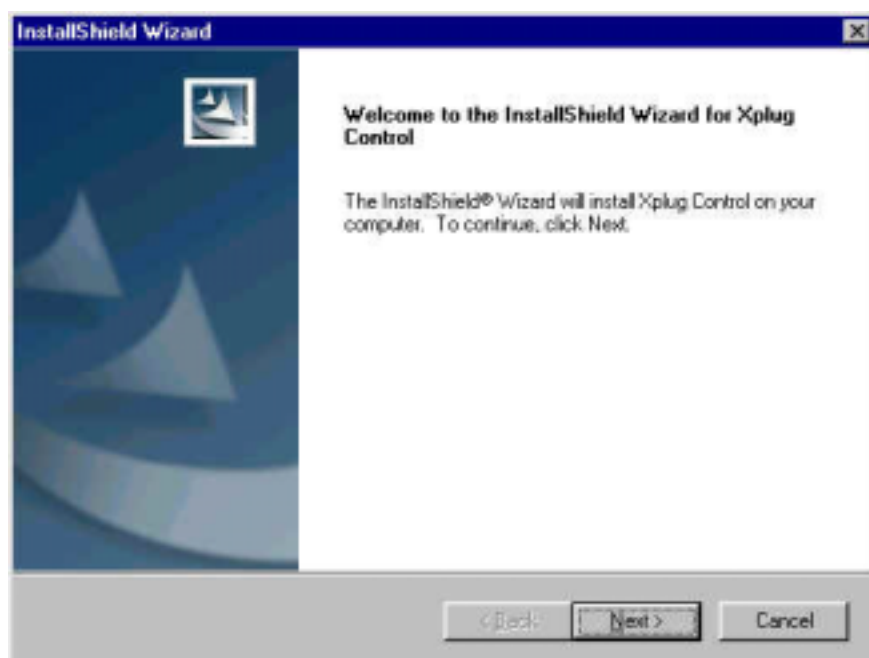 InstallShield Wizard
Welcome to the InstallShield Wizard for Xplug
Control
The InstallShield® Wizard will install Xplug Control on your
computer. To continue, click Next.
< Back
Next >
Cancel